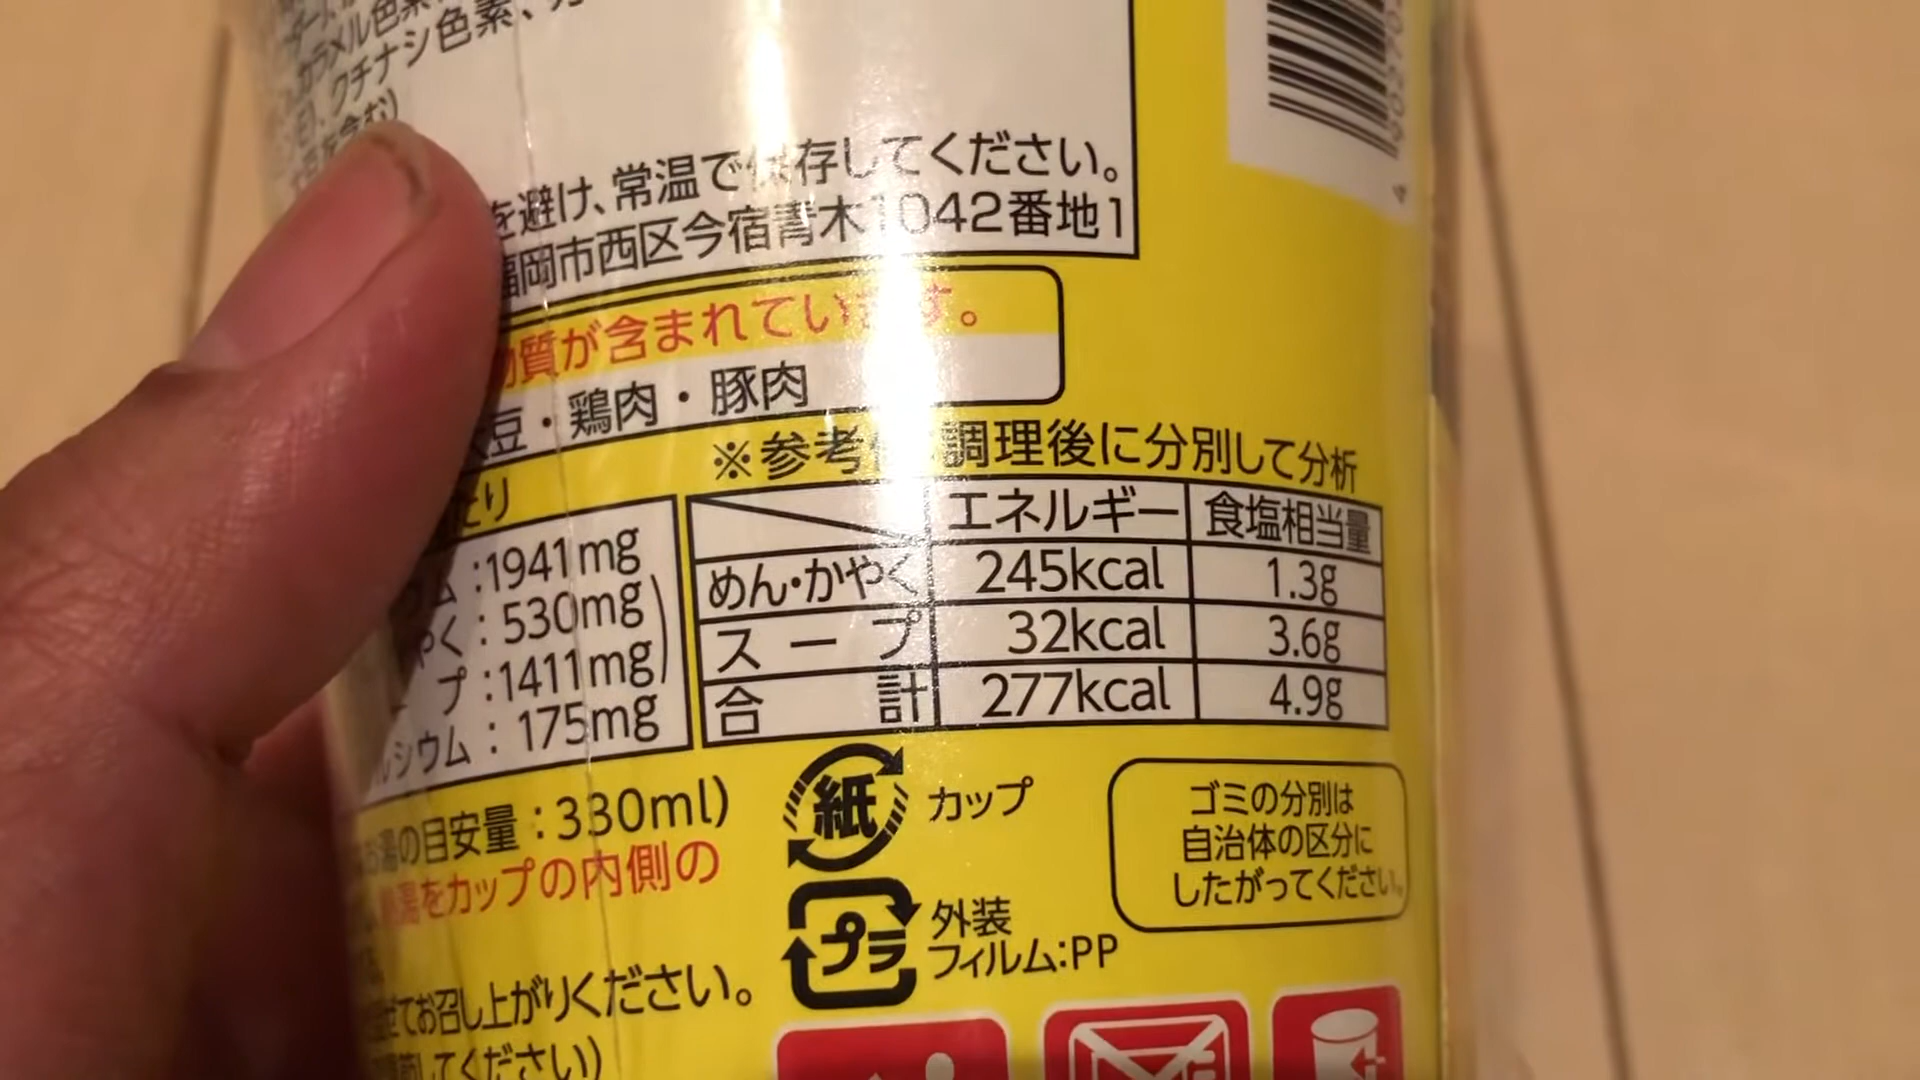 カラメル色素
クチナシ色素、
含む)
を避け、常温で保存してください。
福岡市西区今宿青木1042番地1
物質が含まれています。
豆・鶏肉・豚肉
※参考 調理後に分別して分析
たり
ム:1941mg
やく:530mg
プ:1411mg)
シウム:175mg
エネルギー 食塩相当量
めん・かやく 245kcal 1.3g
スープ 32kcal 3.6g
合計 277kcal 4.9g
お湯の目安量:330ml)
湯をカップの内側の
てお召し上がりください。
してください)
紙 カップ
プラ 外装
フィルム:PP
ゴミの分別は
自治体の区分に
したがってください。